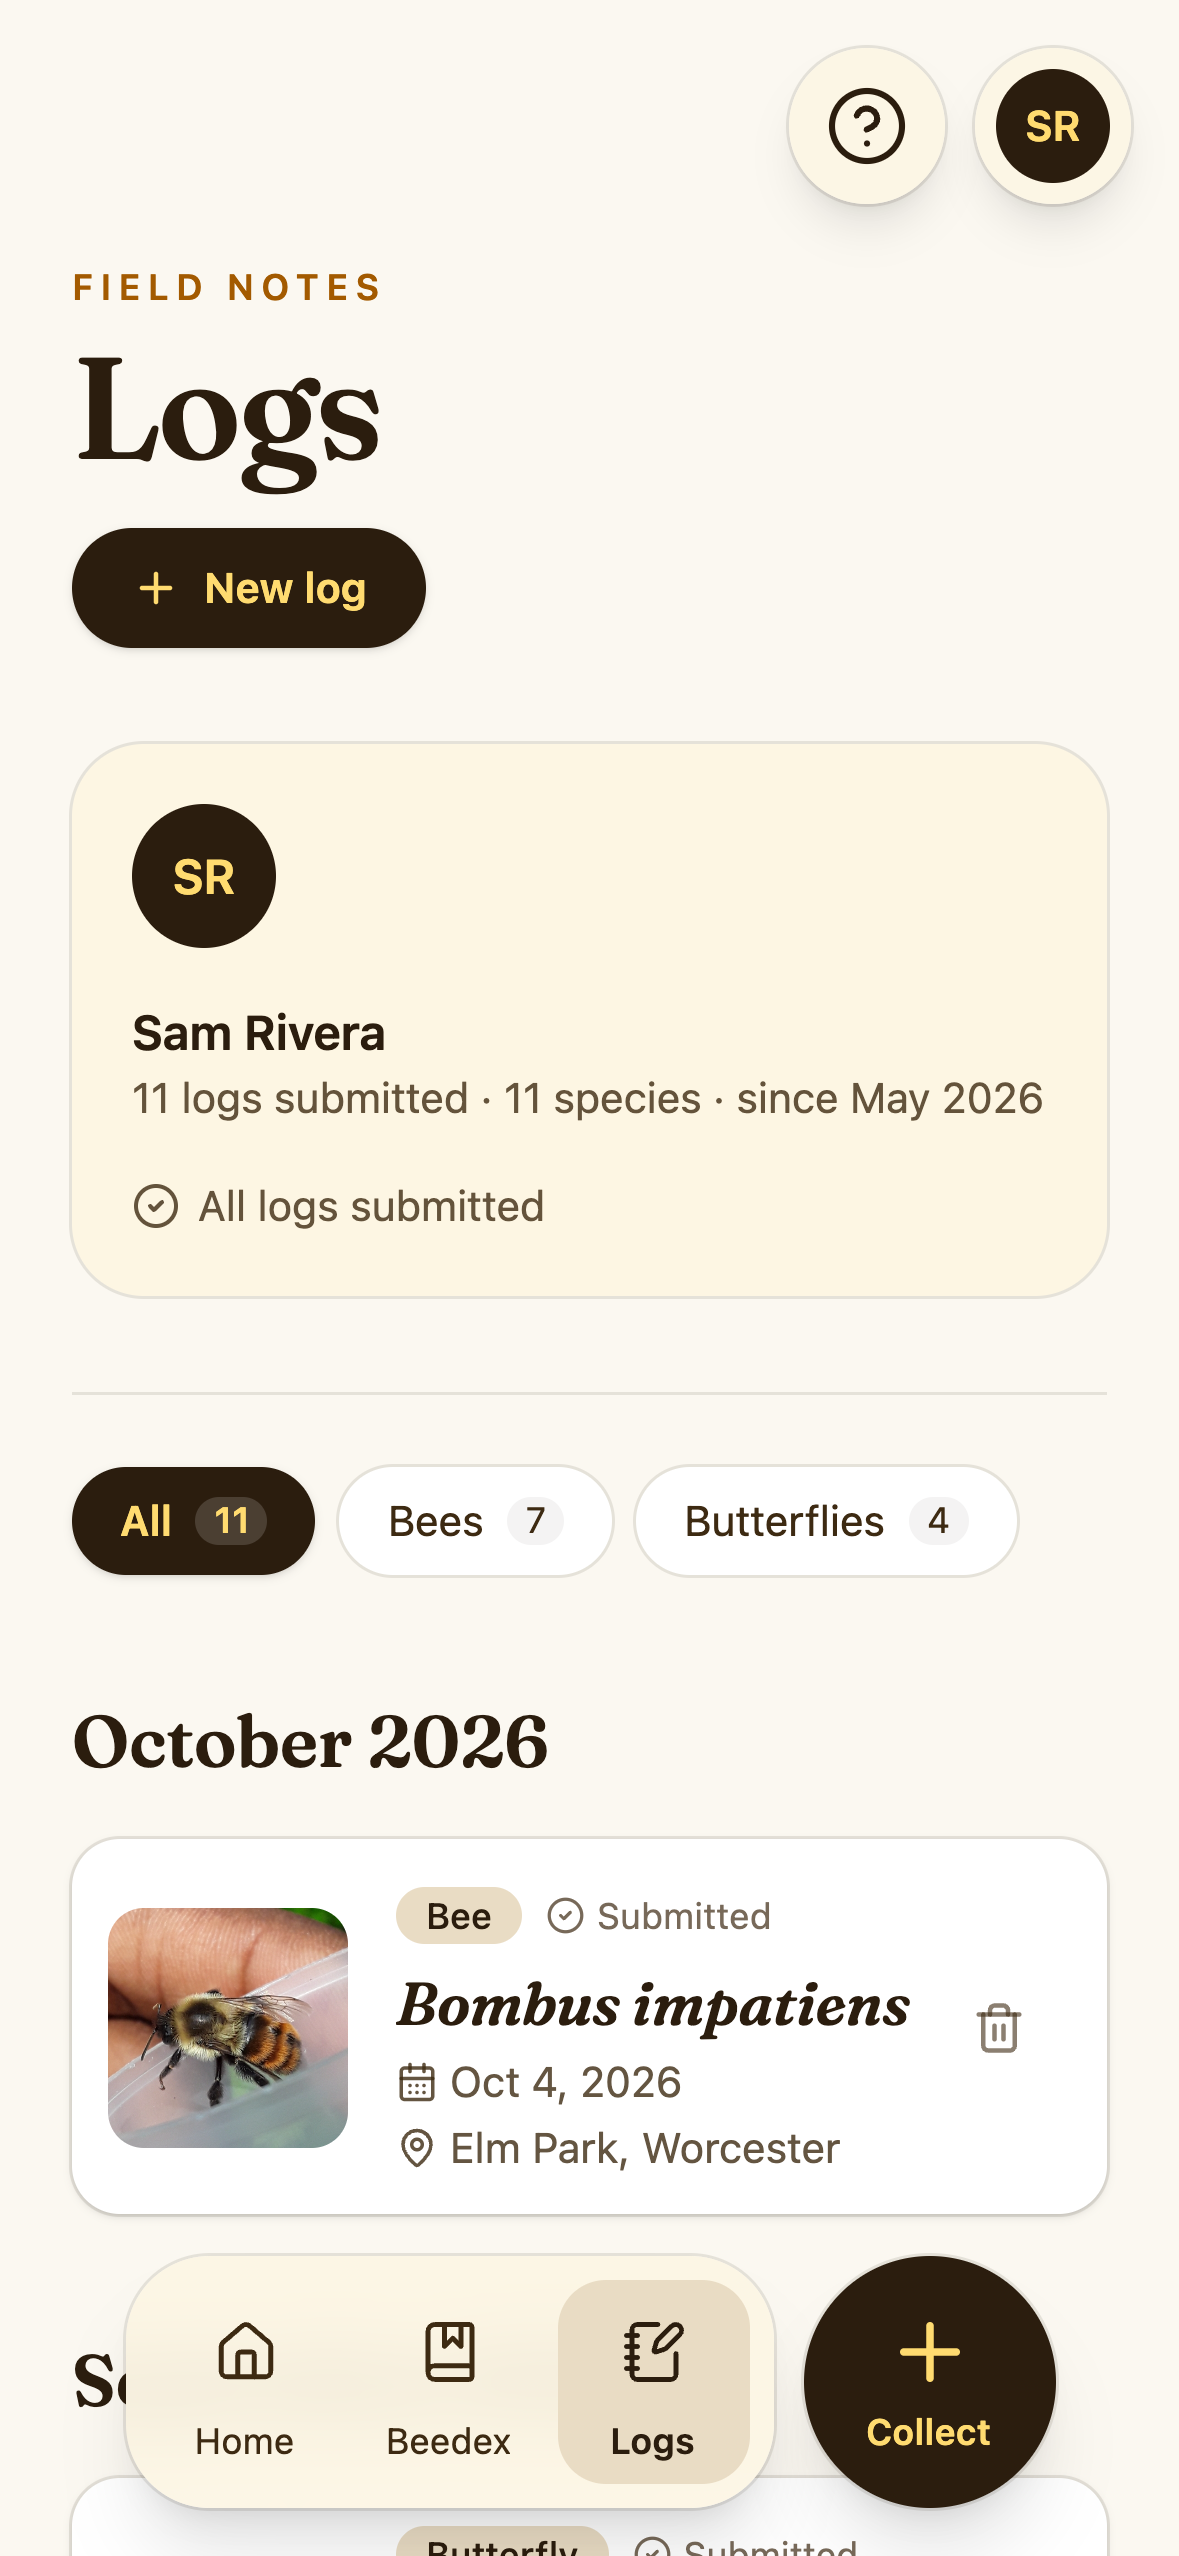 SR
FIELD NOTES
Logs
New log
SR
Sam Rivera
11 logs submitted · 11 species · since May 2026
All logs submitted
All 11
Bees 7
Butterflies 4
October 2026
Bee
Submitted
Bombus impatiens
Oct 4, 2026
Elm Park, Worcester
Home
Beedex
Logs
Collect
Butterfly
Submitted